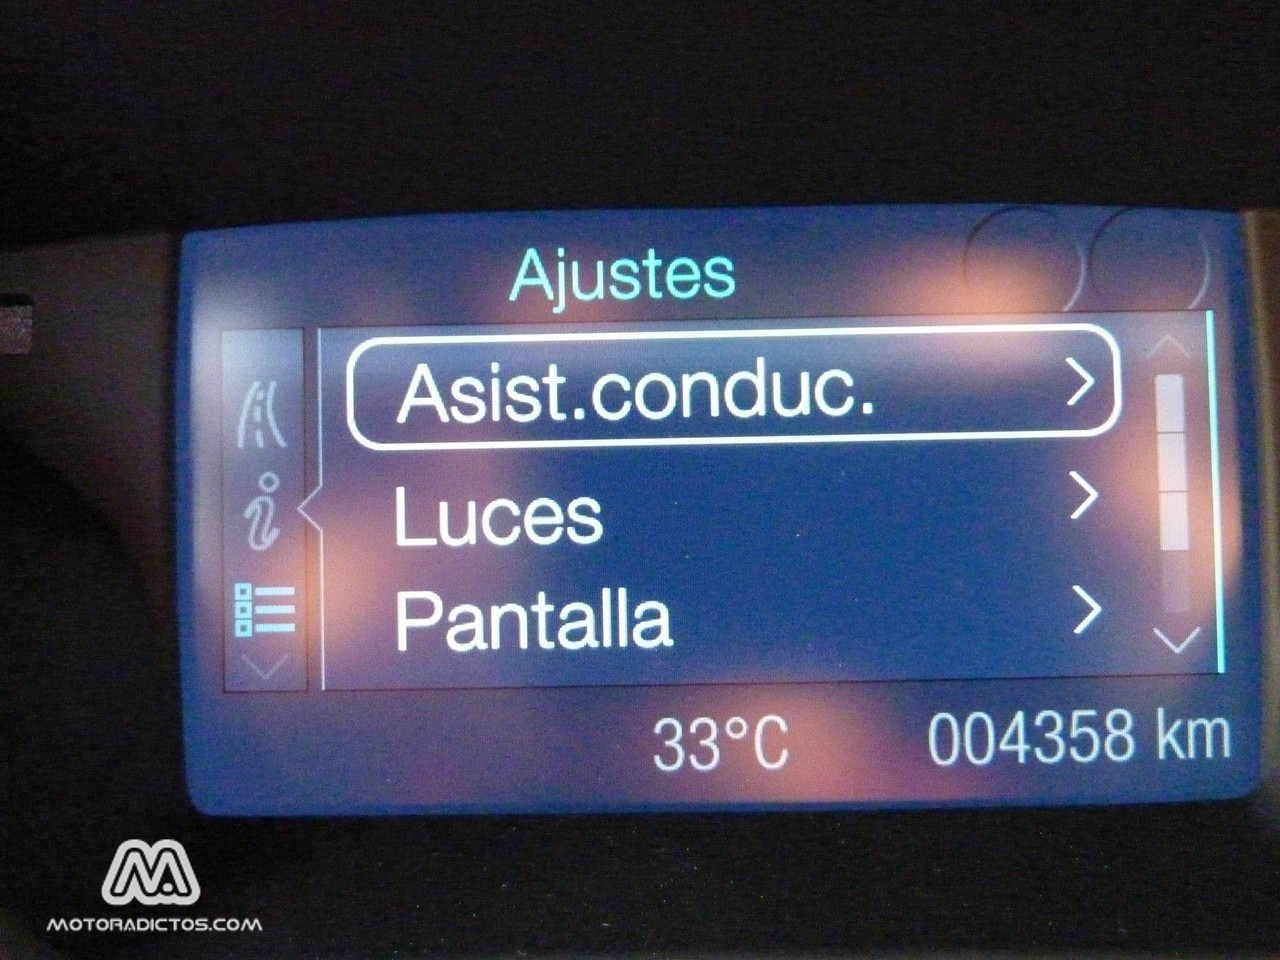 Ajustes
Asist.conduc.
Luces
Pantalla
33°C 004358 km
MOTORADICTOS.COM